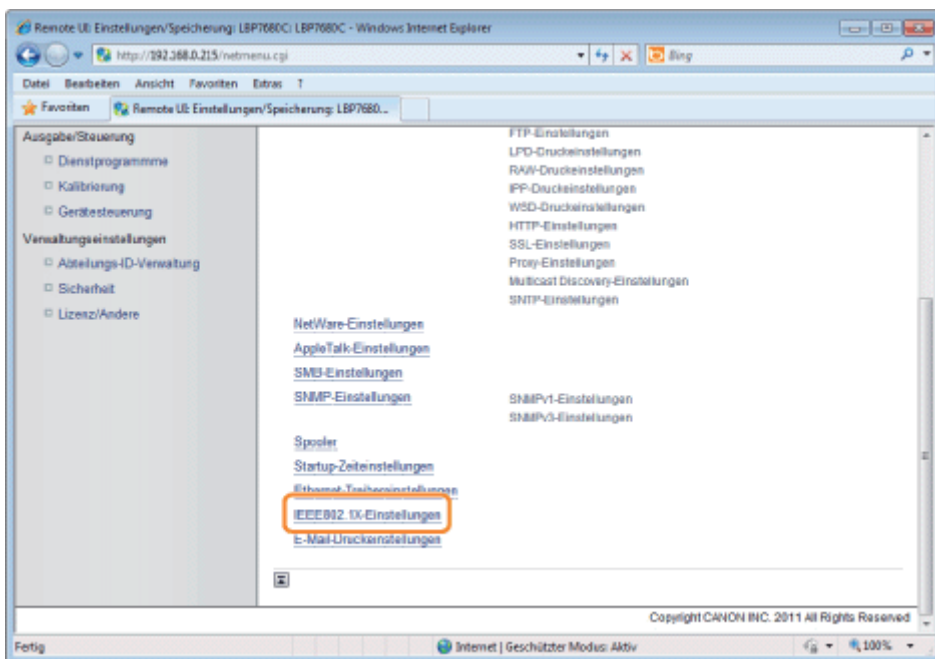 Remote UI: Einstellungen/Speicherung: LBP7680C: LBP7680C - Windows Internet Explorer
http://192.168.0.215/netmenu.cgi
Bing
Datei Bearbeiten Ansicht Favoriten Extras ?
Favoriten Remote UI: Einstellungen/Speicherung: LBP7680...
Ausgabe/Steuerung
Dienstprogrammme
Kalibrierung
Gerätesteuerung
Verwaltungseinstellungen
Abteilungs-ID-Verwaltung
Sicherheit
Lizenz/Andere
FTP-Einstellungen
LPD-Druckeinstellungen
RAW-Druckeinstellungen
IPP-Druckeinstellungen
WSD-Druckeinstellungen
HTTP-Einstellungen
SSL-Einstellungen
Proxy-Einstellungen
Multicast Discovery-Einstellungen
SNTP-Einstellungen
NetWare-Einstellungen
AppleTalk-Einstellungen
SMB-Einstellungen
SNMP-Einstellungen
SNMPv1-Einstellungen
SNMPv3-Einstellungen
Spooler
Startup-Zeiteinstellungen
Ethernet-Treibereinstellungen
IEEE802.1X-Einstellungen
E-Mail-Druckeinstellungen
Copyright CANON INC. 2011 All Rights Reserved
Fertig Internet | Geschützter Modus: Aktiv 100%